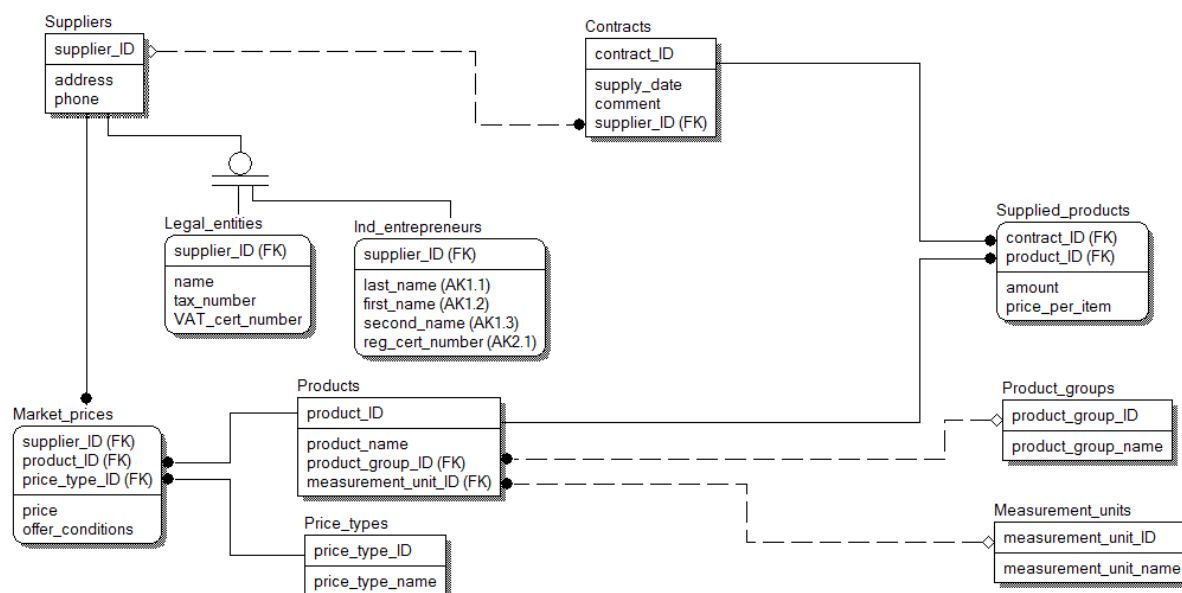 Suppliers
supplier_ID
address
phone
Contracts
contract_ID
supply_date
comment
supplier_ID (FK)
Legal_entities
supplier_ID (FK)
name
tax_number
VAT_cert_number
Ind_entrepreneurs
supplier_ID (FK)
last_name (AK1.1)
first_name (AK1.2)
second_name (AK1.3)
reg_cert_number (AK2.1)
Supplied_products
contract_ID (FK)
product_ID (FK)
amount
price_per_item
Market_prices
supplier_ID (FK)
product_ID (FK)
price_type_ID (FK)
price
offer_conditions
Products
product_ID
product_name
product_group_ID (FK)
measurement_unit_ID (FK)
Product_groups
product_group_ID
product_group_name
Price_types
price_type_ID
price_type_name
Measurement_units
measurement_unit_ID
measurement_unit_name